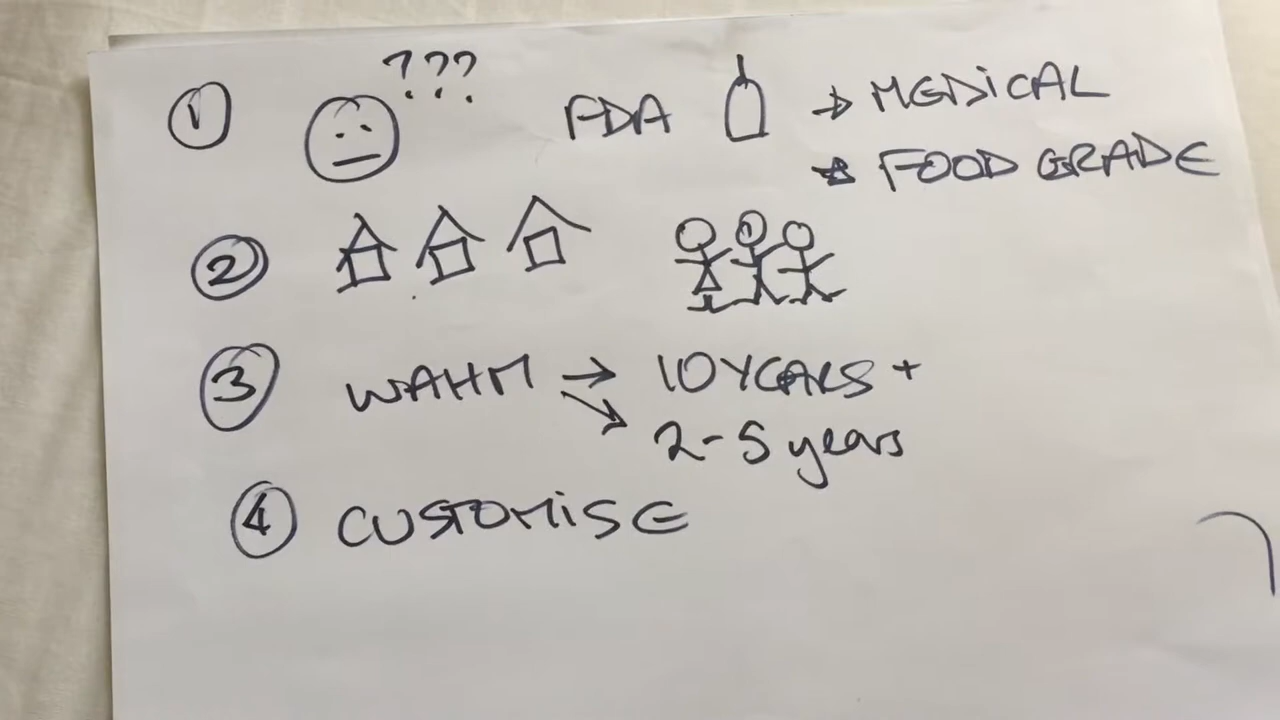 ① ???
FDA → MEDICAL
→ FOOD GRADE
②
③ WAHM → 10 YEARS +
→ 2-5 years
④ CUSTOMISE